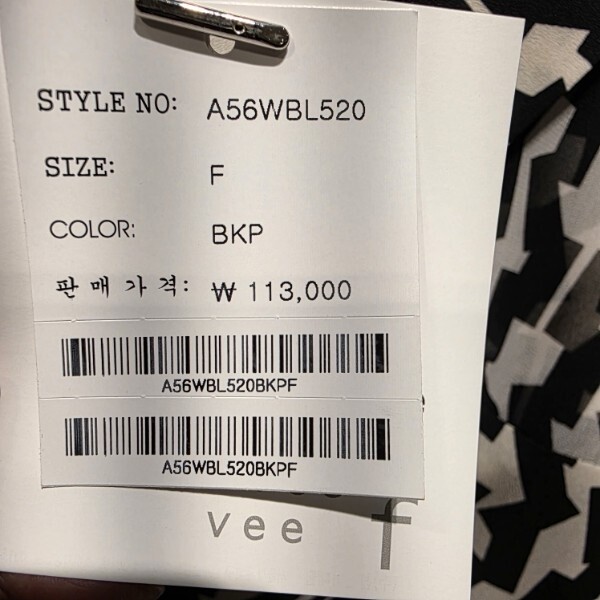 STYLE NO: A56WBL520
SIZE: F
COLOR: BKP
판매가격: ₩ 113,000
A56WBL520BKPF
A56WBL520BKPF
vee f